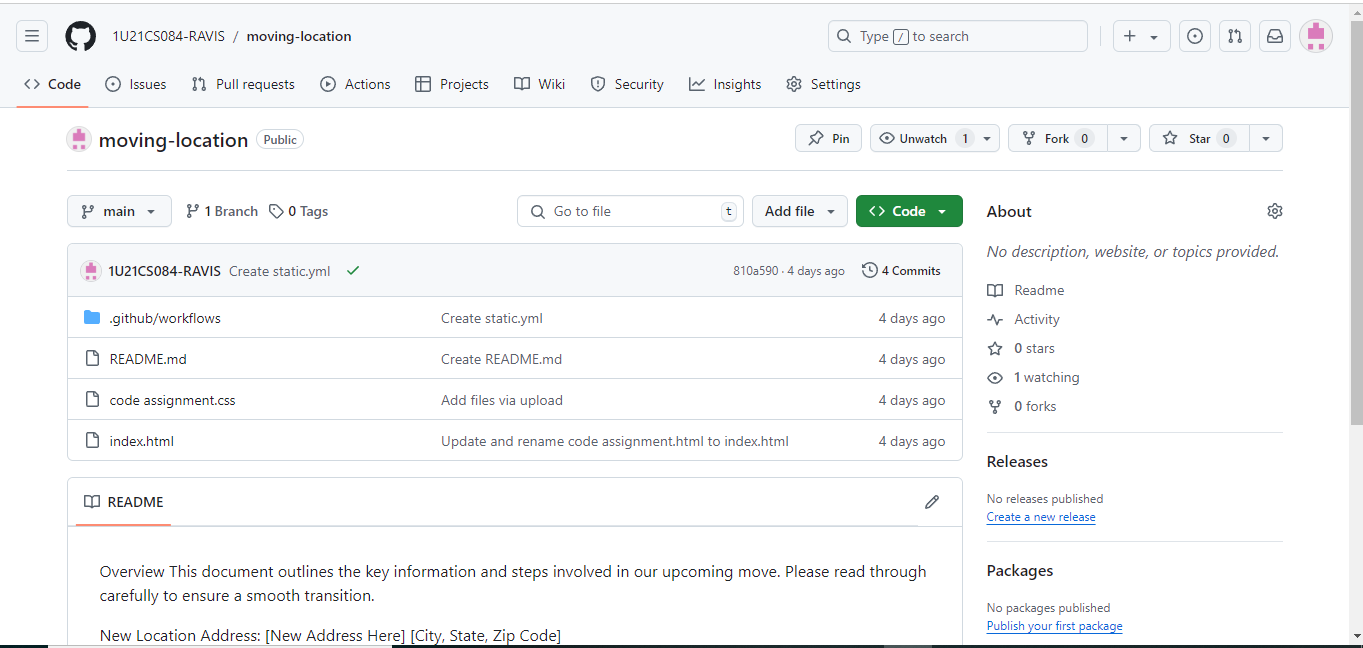 1U21CS084-RAVIS / moving-location
Type / to search
Code Issues Pull requests Actions Projects Wiki Security Insights Settings
moving-location Public
Pin Unwatch 1 Fork 0 Star 0
main 1 Branch 0 Tags Go to file t Add file Code
1U21CS084-RAVIS Create static.yml 810a590 · 4 days ago 4 Commits
.github/workflows Create static.yml 4 days ago
README.md Create README.md 4 days ago
code assignment.css Add files via upload 4 days ago
index.html Update and rename code assignment.html to index.html 4 days ago
README
Overview This document outlines the key information and steps involved in our upcoming move. Please read through
carefully to ensure a smooth transition.
New Location Address: [New Address Here] [City, State, Zip Code]
About
No description, website, or topics provided.
Readme
Activity
0 stars
1 watching
0 forks
Releases
No releases published
Create a new release
Packages
No packages published
Publish your first package